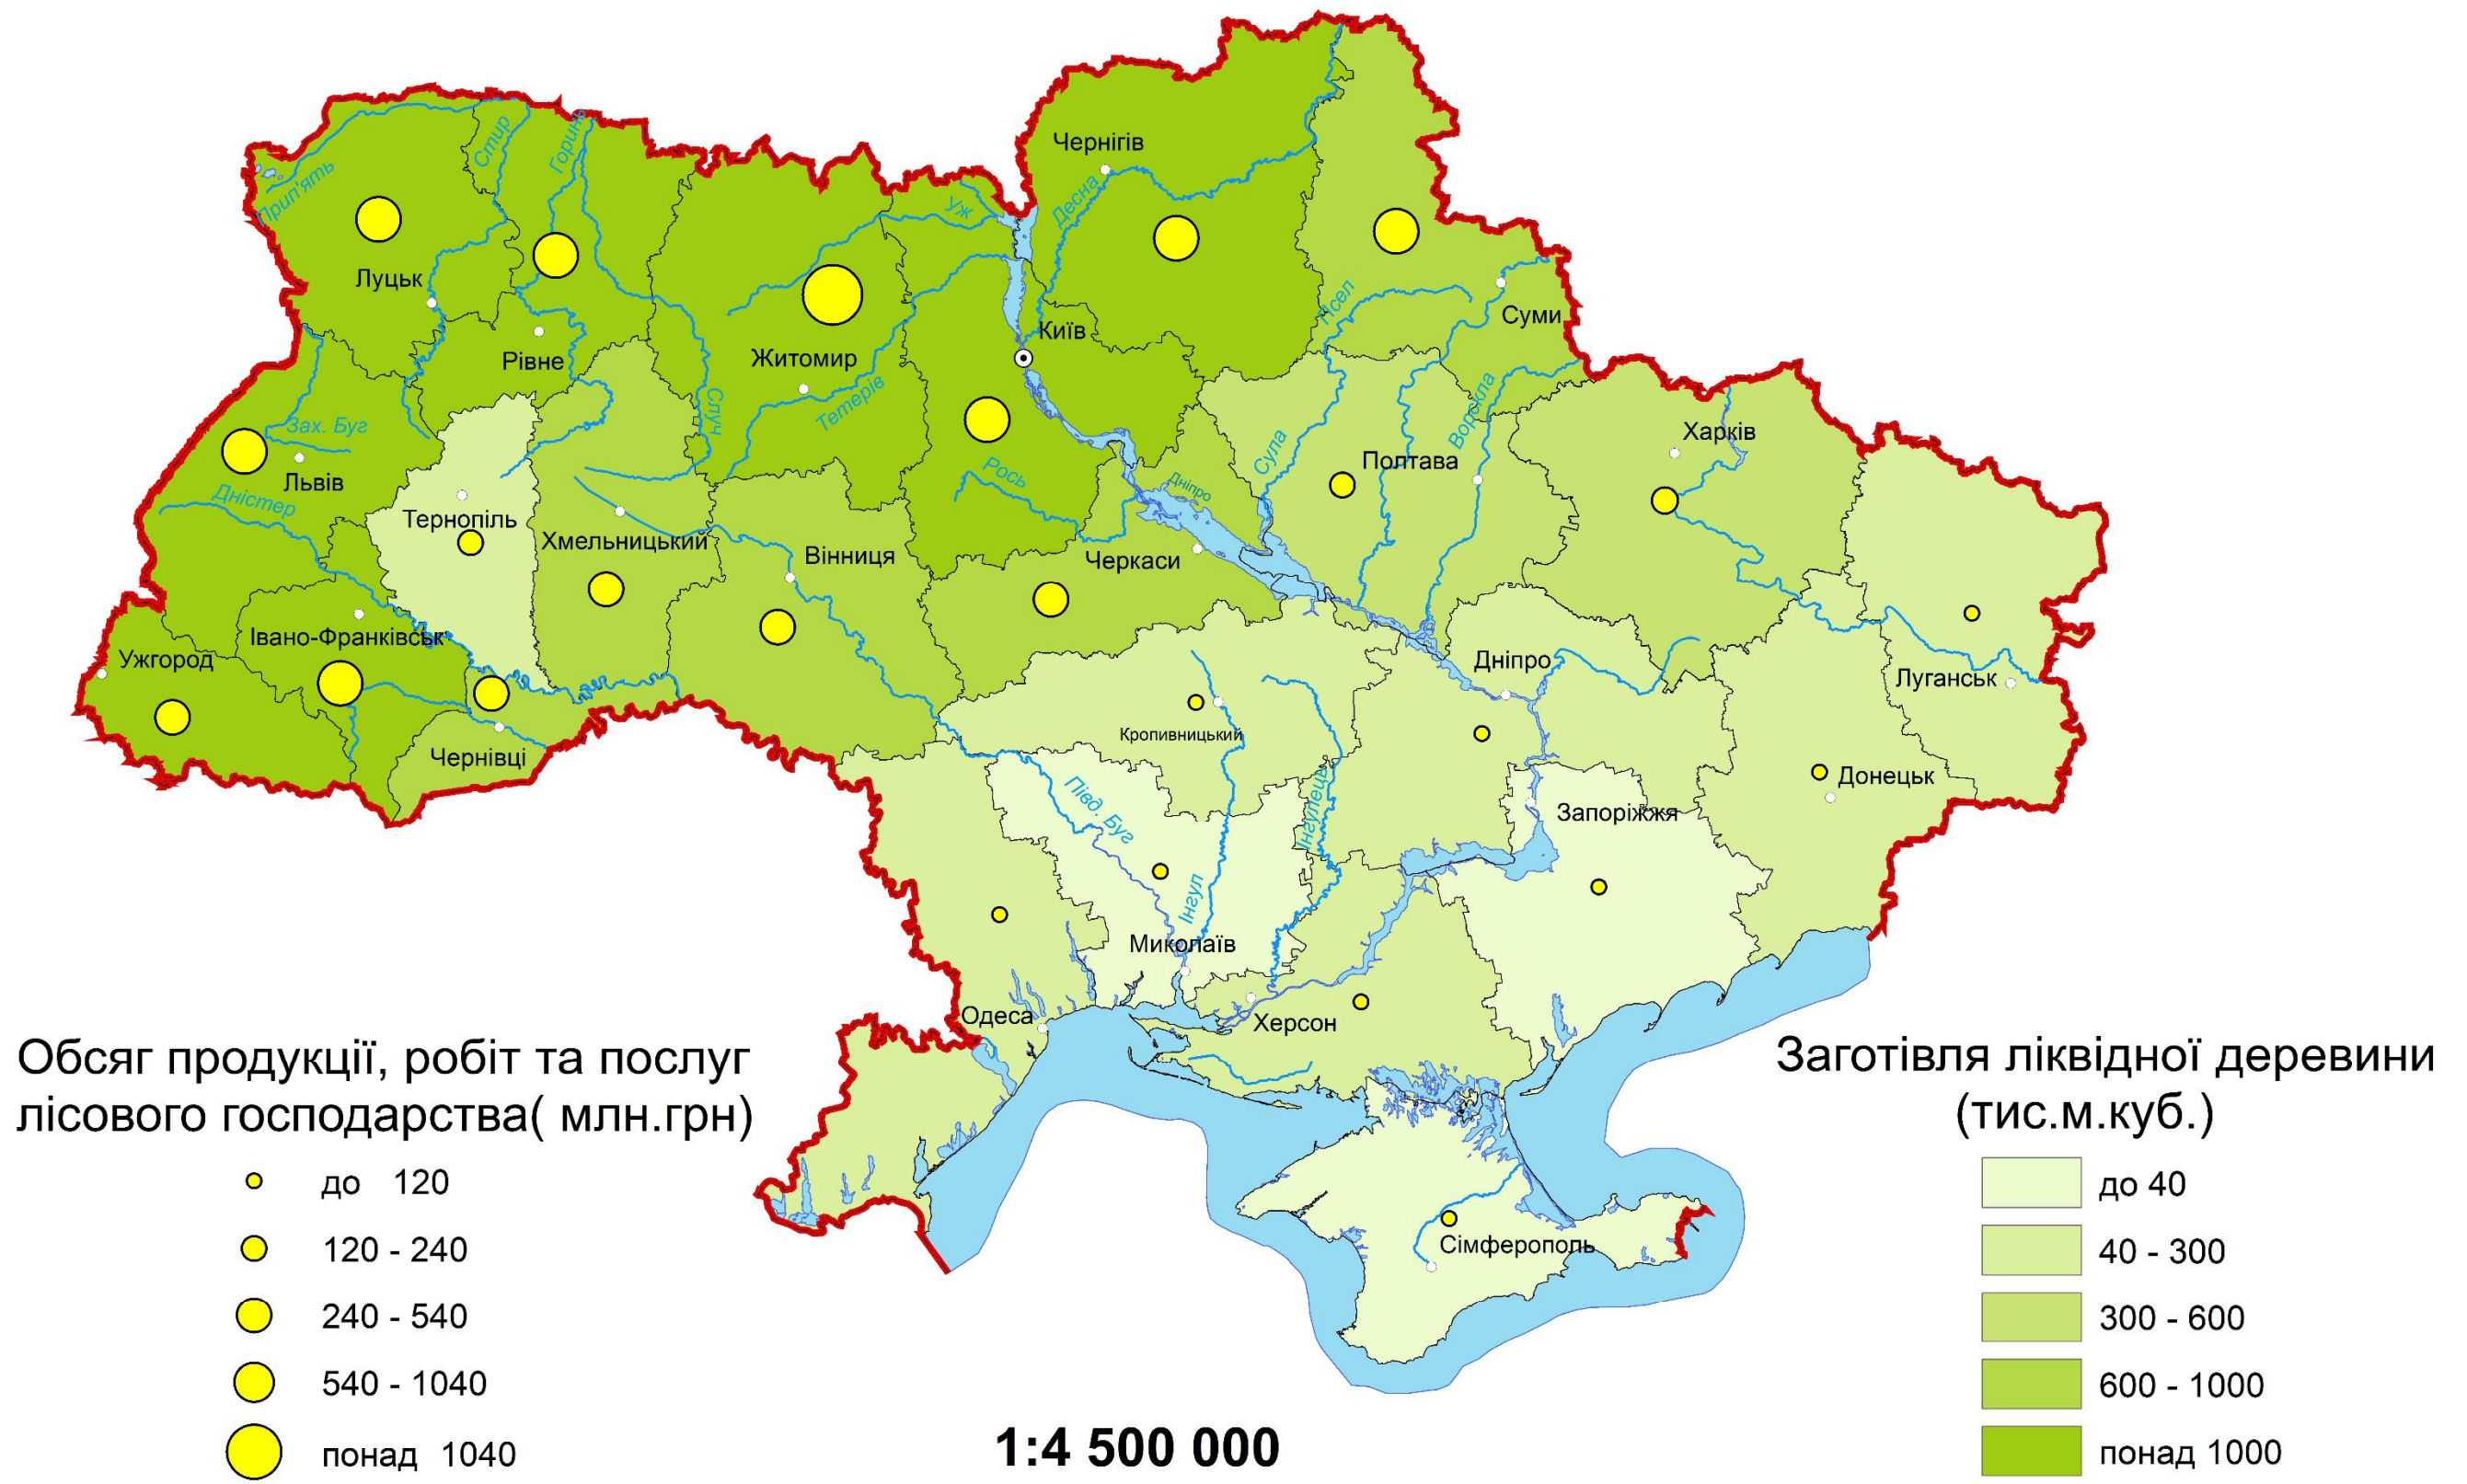 Чернігів
Стир
Горинь
Прип'ять
Десна
Уж
Луцьк
Псел
Суми
Київ
Рівне
Житомир
Тетерів
Случ
Ворскла
Зах. Буг
Харків
Сула
Полтава
Львів
Рось
Дніпро
Дністер
Тернопіль
Хмельницький
Вінниця
Черкаси
Івано-Франківськ
Ужгород
Дніпро
Луганськ
Кропивницький
Чернівці
Донецьк
Півд. Буг
Інгулець
Запоріжжя
Інгул
Миколаїв
Одеса
Херсон
Сімферополь
Обсяг продукції, робіт та послуг
лісового господарства( млн.грн)
до 120
120 - 240
240 - 540
540 - 1040
понад 1040
1:4 500 000
Заготівля ліквідної деревини
(тис.м.куб.)
до 40
40 - 300
300 - 600
600 - 1000
понад 1000